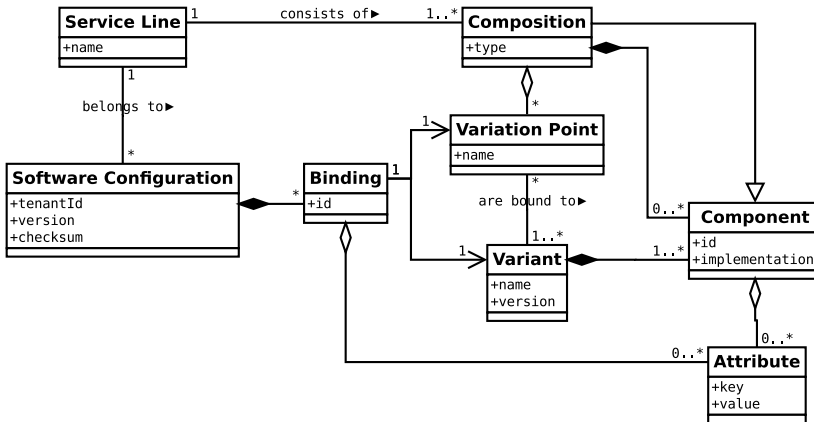 Service Line
+name
1
consists of▶
1..*
Composition
+type
1
belongs to▶
*
*
1
Variation Point
+name
0..*
Software Configuration
+tenantId
+version
+checksum
*
Binding
+id
1
*
are bound to▶
1..*
1
Variant
+name
+version
1..*
Component
+id
+implementation
0..*
0..*
Attribute
+key
+value